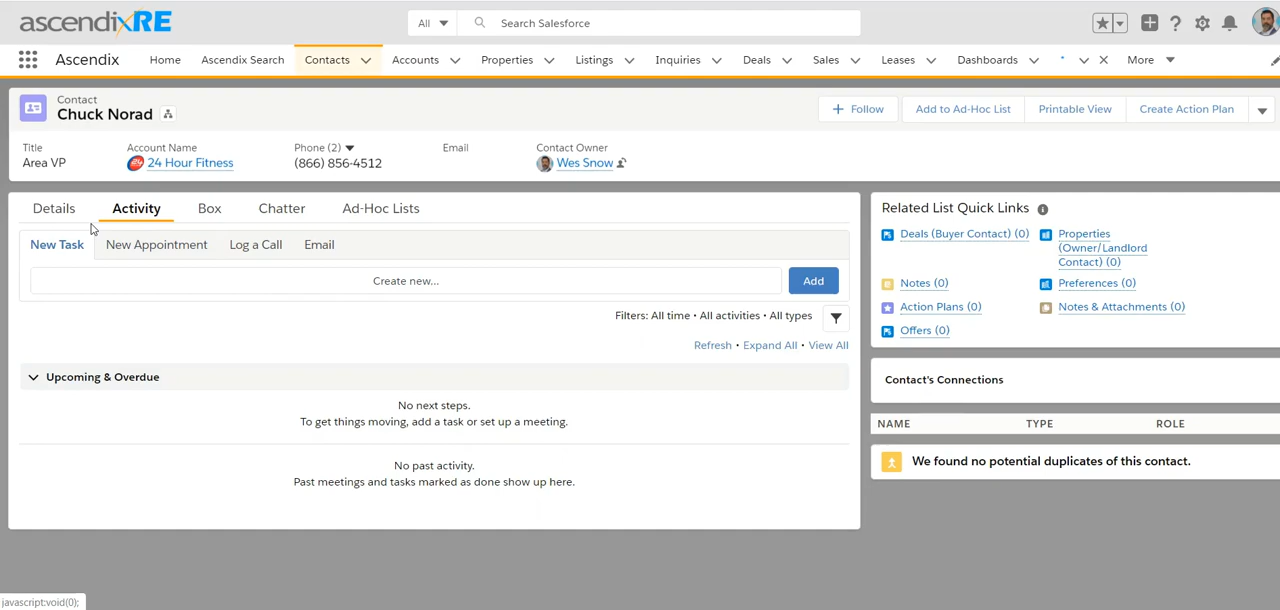 ascendixRE
All
Search Salesforce
Ascendix
Home
Ascendix Search
Contacts
Accounts
Properties
Listings
Inquiries
Deals
Sales
Leases
Dashboards
*
More
Contact
Chuck Norad
Follow
Add to Ad-Hoc List
Printable View
Create Action Plan
Title
Area VP
Account Name
24 Hour Fitness
Phone (2)
(866) 856-4512
Email
Contact Owner
Wes Snow
Details
Activity
Box
Chatter
Ad-Hoc Lists
New Task
New Appointment
Log a Call
Email
Create new...
Add
Filters: All time • All activities • All types
Refresh • Expand All • View All
Upcoming & Overdue
No next steps.
To get things moving, add a task or set up a meeting.
No past activity.
Past meetings and tasks marked as done show up here.
Related List Quick Links
Deals (Buyer Contact) (0)
Properties
(Owner/Landlord
Contact) (0)
Notes (0)
Preferences (0)
Action Plans (0)
Notes & Attachments (0)
Offers (0)
Contact's Connections
NAME
TYPE
ROLE
We found no potential duplicates of this contact.
javascript:void(0);